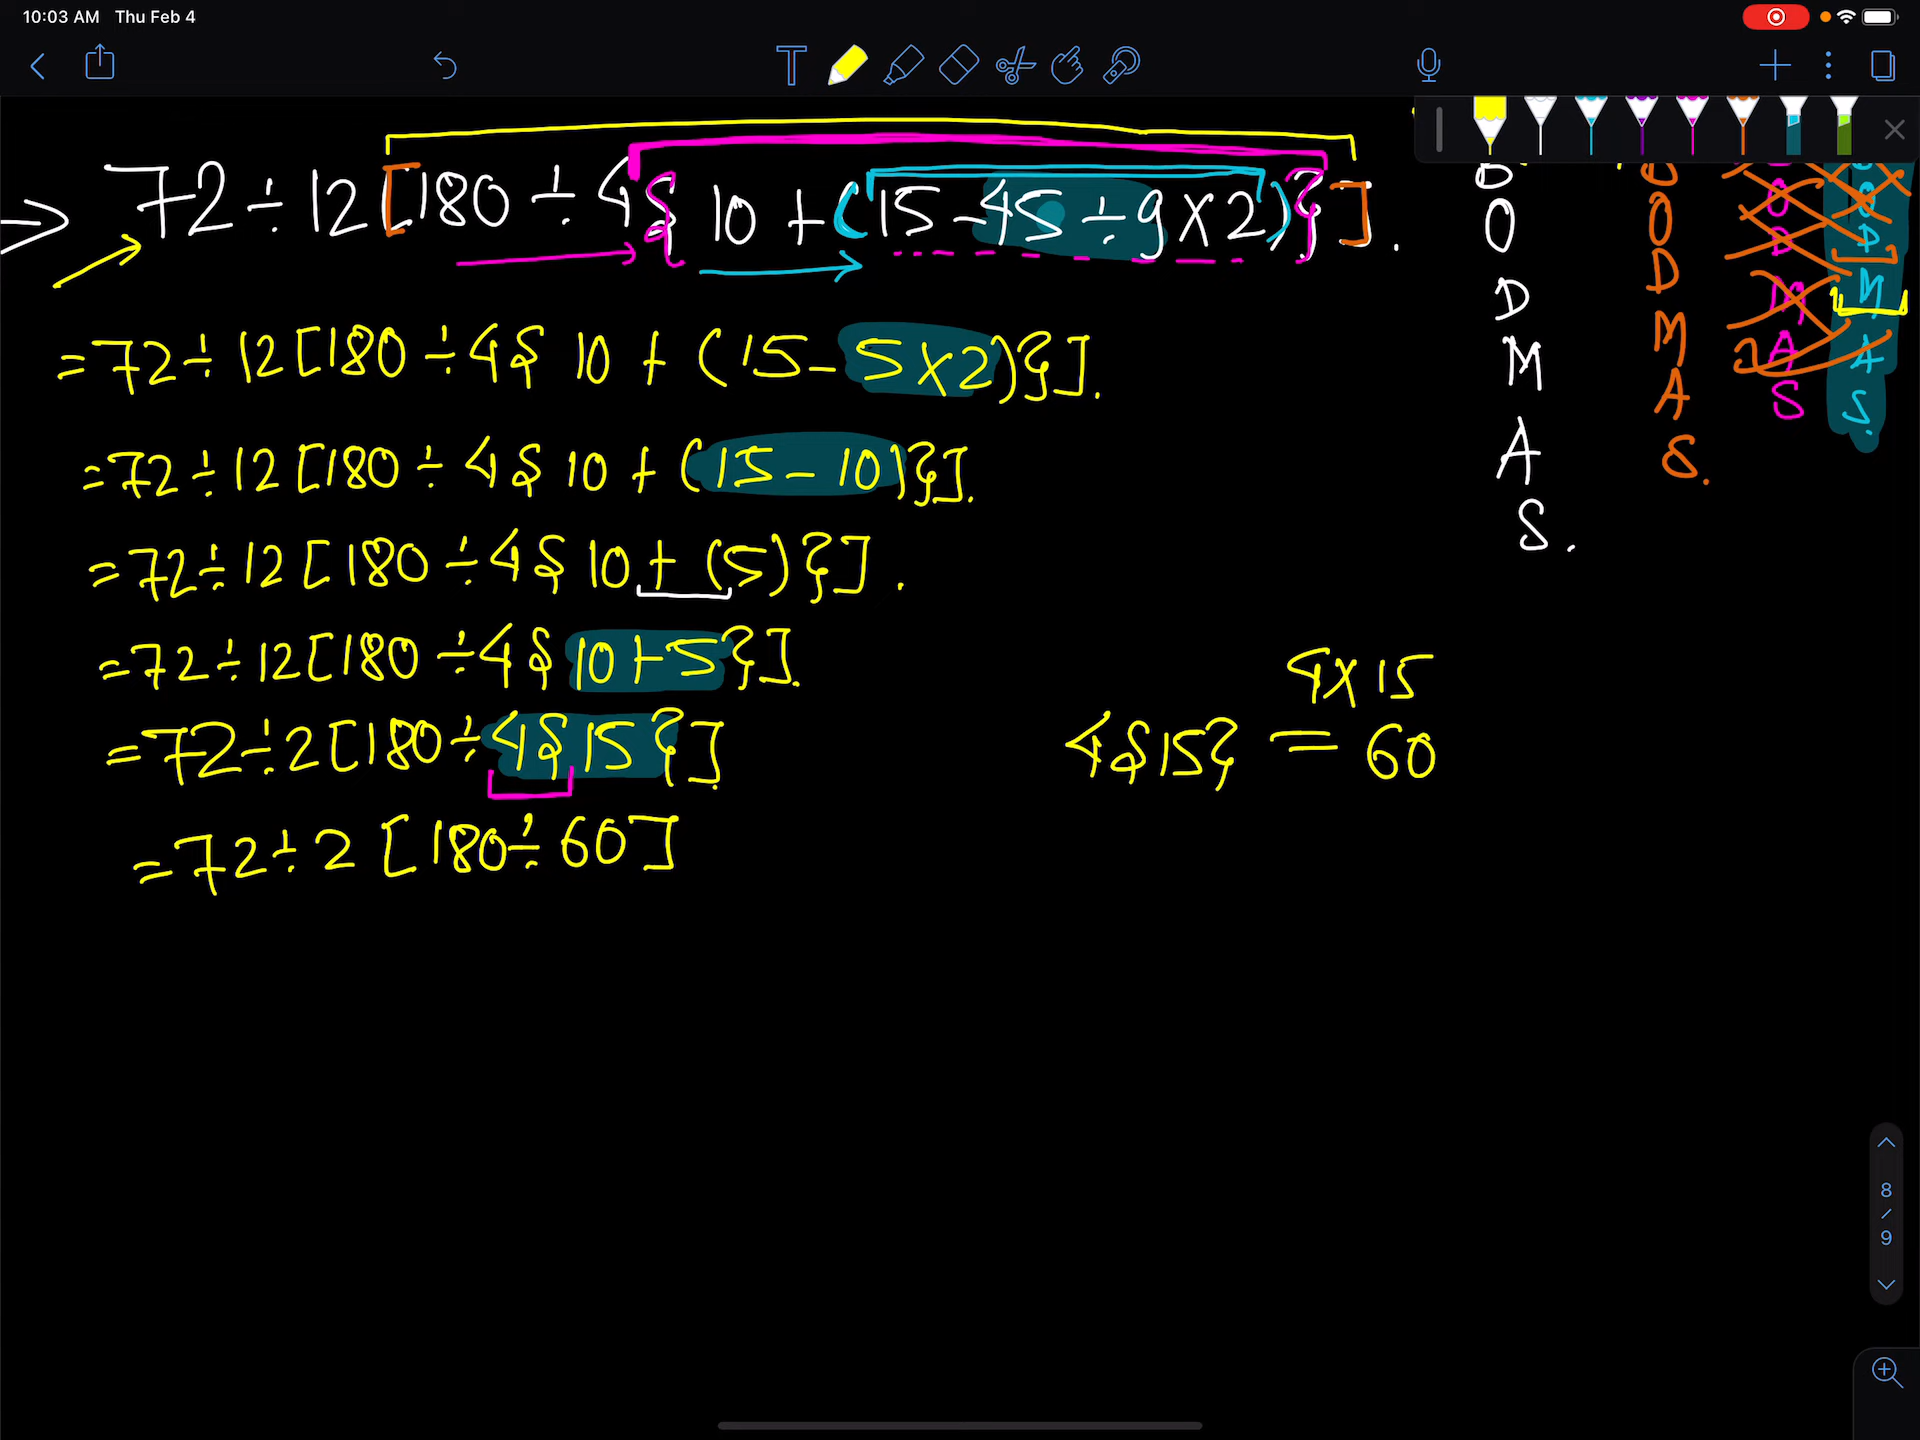 10:03 AM Thu Feb 4
T
⇒ 72 ÷ 12 [180 ÷ 4{ 10 + (15 - 45 ÷ 9 × 2)}].
= 72 ÷ 12 [180 ÷ 4{ 10 + (15 - 5 × 2)}].
= 72 ÷ 12 [180 ÷ 4{ 10 + (15 - 10)}].
= 72 ÷ 12 [180 ÷ 4{ 10 + (5)}].
= 72 ÷ 12 [180 ÷ 4{ 10 + 5}].
= 72 ÷ 2 [180 ÷ 4{15}]
= 72 ÷ 2 [180 ÷ 60]
4 × 15
4{15} = 60
B
O
D
M
A
S.
O
D
M
A
S.
O
D
M
A
S
D
M
A
S.
8
/
9